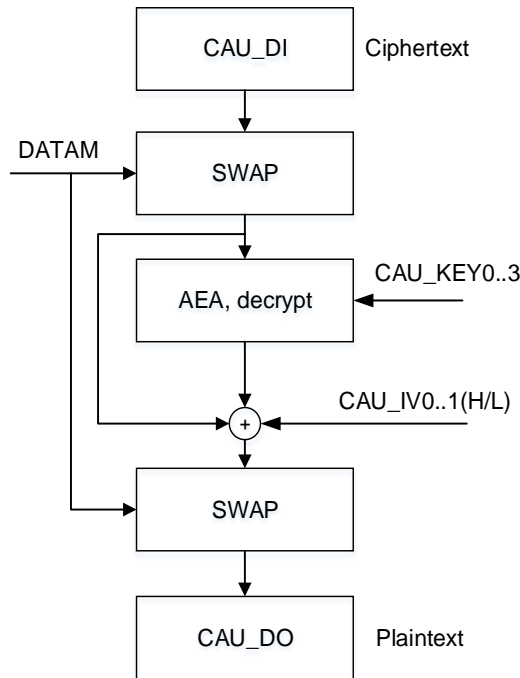 CAU_DI
Ciphertext
DATAM
SWAP
CAU_KEY0..3
AEA, decrypt
CAU_IV0..1(H/L)
+
SWAP
CAU_DO
Plaintext